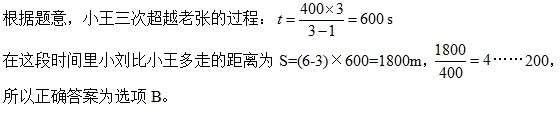 根据题意，小王三次超越老张的过程：t=\frac{400×3}{3-1}=600 s
在这段时间里小刘比小王多走的距离为 S=(6-3)×600=1800m，\frac{1800}{400}=4……200，
所以正确答案为选项 B。